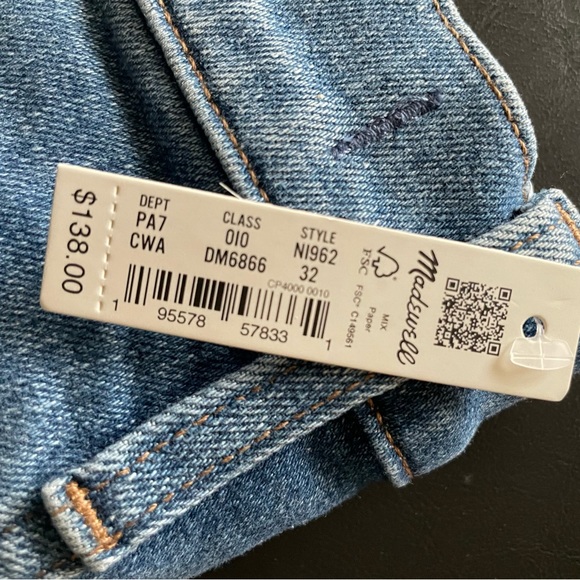 $138.00
DEPT CLASS STYLE
PA7 010 NI962
CWA DM6866 32
CP4000 0010
1 95578 57833 1
FSC
MIX
Paper
FSC® C149561
Madewell